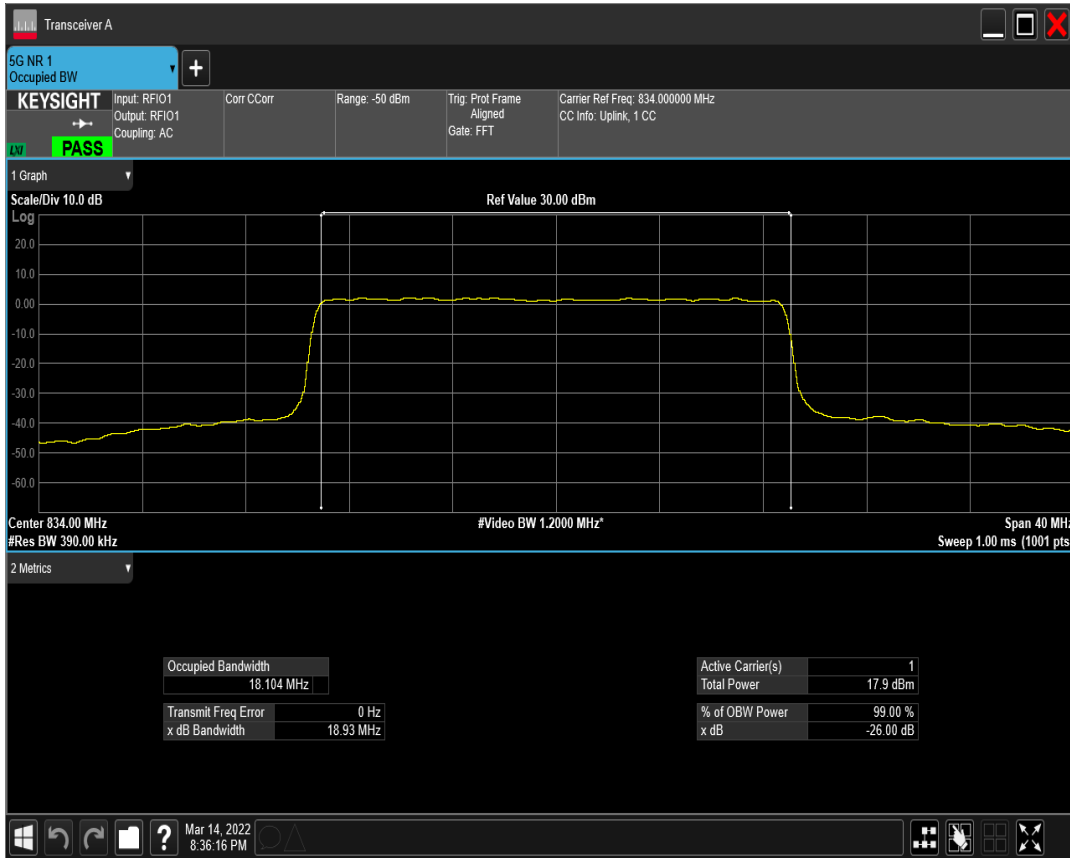 Transceiver A
5G NR 1
Occupied BW
KEYSIGHT
LXI
PASS
Input: RFIO1
Output: RFIO1
Coupling: AC
Corr CCorr
Range: -50 dBm
Trig: Prot Frame
Aligned
Gate: FFT
Carrier Ref Freq: 834.000000 MHz
CC Info: Uplink, 1 CC
1 Graph
Scale/Div 10.0 dB
Ref Value 30.00 dBm
Log
20.0
10.0
0.00
-10.0
-20.0
-30.0
-40.0
-50.0
-60.0
Center 834.00 MHz
#Video BW 1.2000 MHz*
Span 40 MHz
#Res BW 390.00 kHz
Sweep 1.00 ms (1001 pts
2 Metrics
Occupied Bandwidth
18.104 MHz
Transmit Freq Error 0 Hz
x dB Bandwidth 18.93 MHz
Active Carrier(s) 1
Total Power 17.9 dBm
% of OBW Power 99.00 %
x dB -26.00 dB
?
Mar 14, 2022
8:36:16 PM